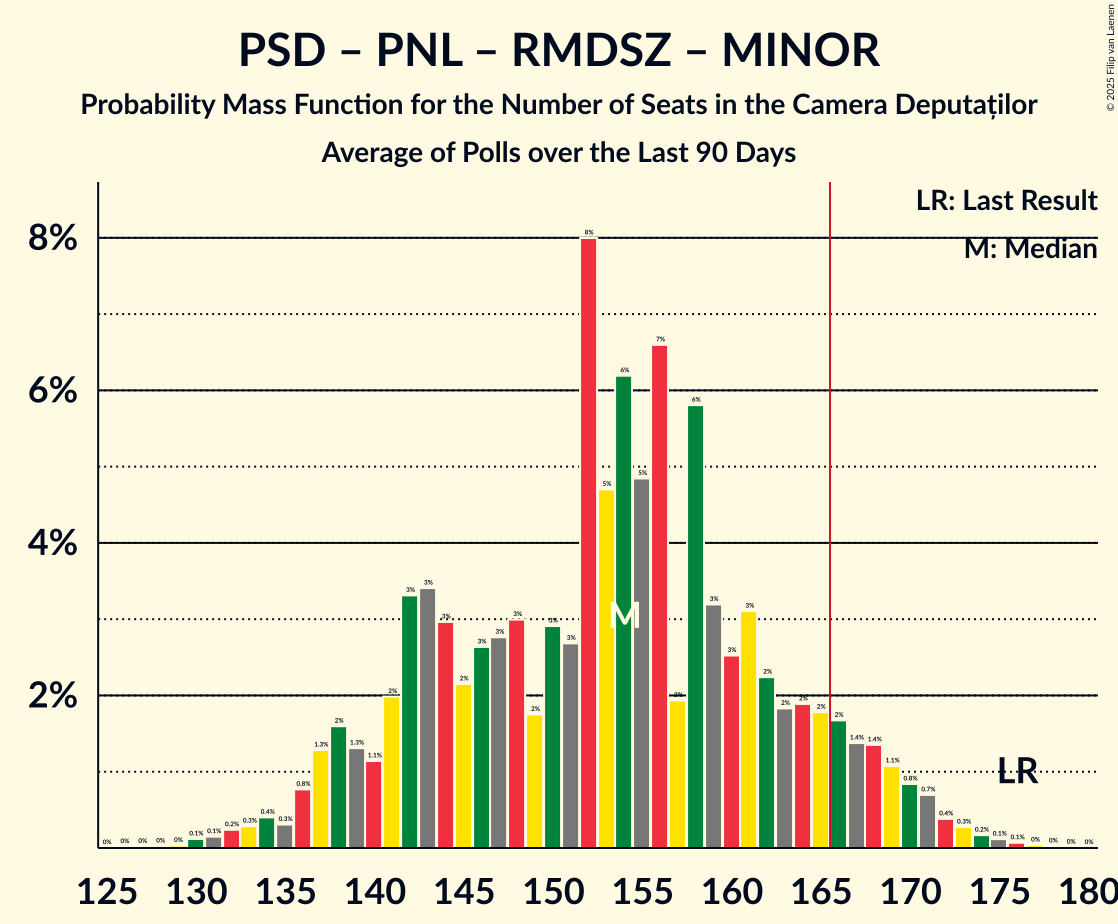 PSD – PNL – RMDSZ – MINOR
Probability Mass Function for the Number of Seats in the Camera Deputaților
Average of Polls over the Last 90 Days
© 2025 Filip van Laenen
LR: Last Result
M: Median
8%
6%
4%
2%
0% 0% 0% 0% 0% 0.1% 0.1% 0.2% 0.3% 0.4% 0.3% 0.8% 1.3% 2% 1.3% 1.1% 2% 3% 3% 3% 2% 3% 3% 3% 2% 3% 3% 8% 5% 6% 5% 7% 2% 6% 3% 3% 3% 2% 2% 2% 2% 2% 1.4% 1.4% 1.1% 0.8% 0.7% 0.4% 0.3% 0.2% 0.1% 0.1% 0% 0% 0% 0%
M
LR
125 130 135 140 145 150 155 160 165 170 175 180